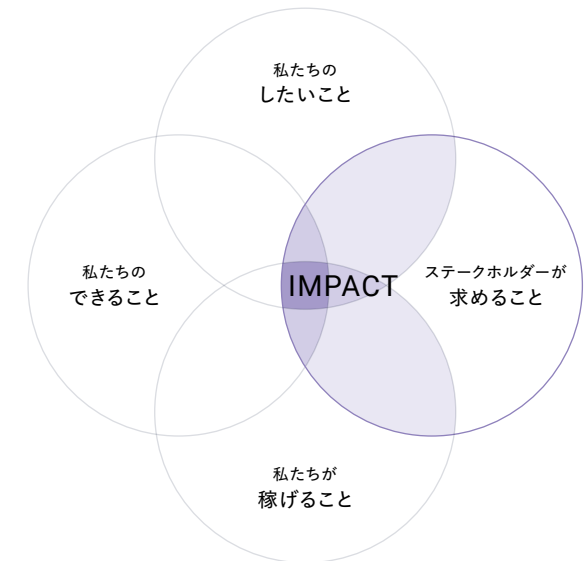 私たちの
したいこと
私たちの
できること
IMPACT
ステークホルダーが
求めること
私たちが
稼げること